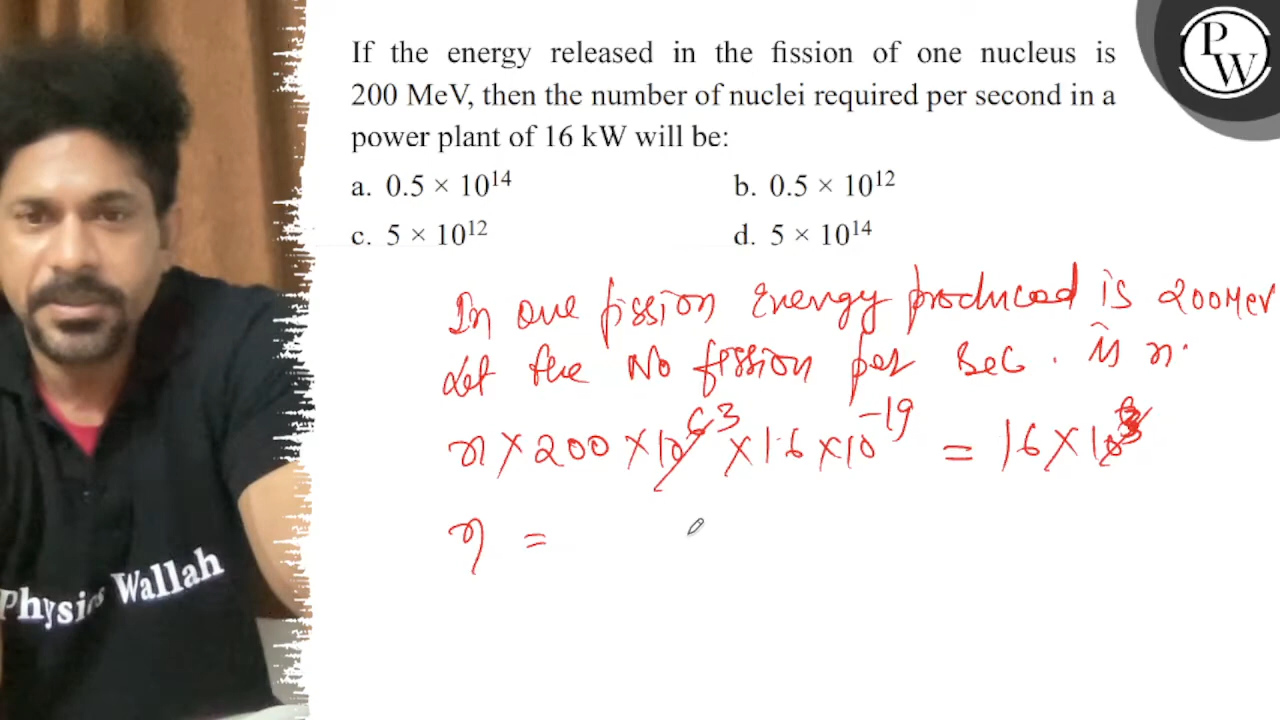 If the energy released in the fission of one nucleus is
200 MeV, then the number of nuclei required per second in a
power plant of 16 kW will be:
a. 0.5 × 10¹⁴ b. 0.5 × 10¹²
c. 5 × 10¹² d. 5 × 10¹⁴
In one fission Energy produced is 200 Mev
Let the No fission per sec. is n.
n × 200 × 10⁶ ³ × 1.6 × 10⁻¹⁹ = 16 × 10³
n =
PW
Physics Wallah